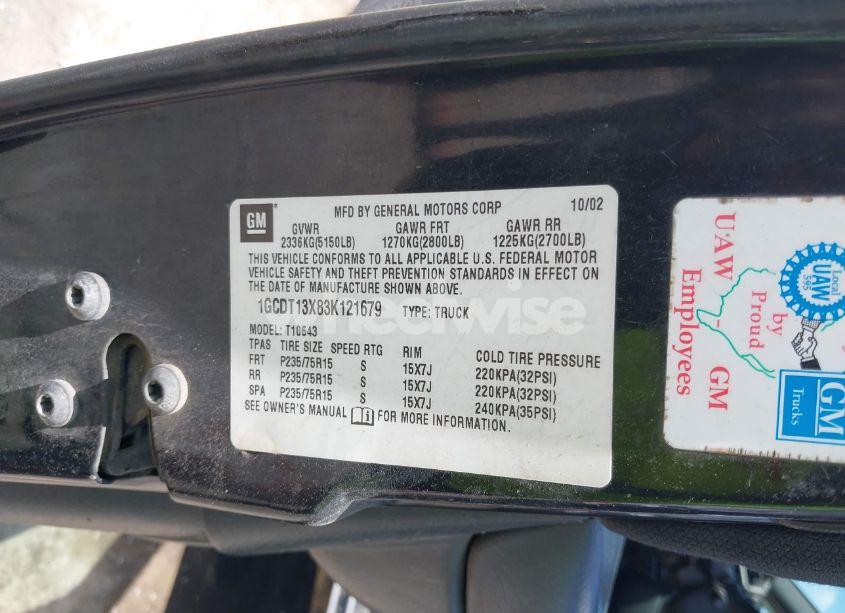 GM
MFD BY GENERAL MOTORS CORP 10/02
GVWR GAWR FRT GAWR RR
2336KG(5150LB) 1270KG(2800LB) 1225KG(2700LB)
THIS VEHICLE CONFORMS TO ALL APPLICABLE U.S. FEDERAL MOTOR
VEHICLE SAFETY AND THEFT PREVENTION STANDARDS IN EFFECT ON
THE DATE OF MANUFACTURE SHOWN ABOVE.
1GCDT13X83K121679 TYPE: TRUCK
MODEL: T10643
TPAS TIRE SIZE SPEED RTG RIM COLD TIRE PRESSURE
FRT P235/75R15 S 15X7J 220KPA(32PSI)
RR P235/75R15 S 15X7J 220KPA(32PSI)
SPA P235/75R15 S 15X7J 240KPA(35PSI)
SEE OWNER'S MANUAL FOR MORE INFORMATION.
UAW - GM
by
Proud
Employees
Local
UAW
595
GM
Trucks